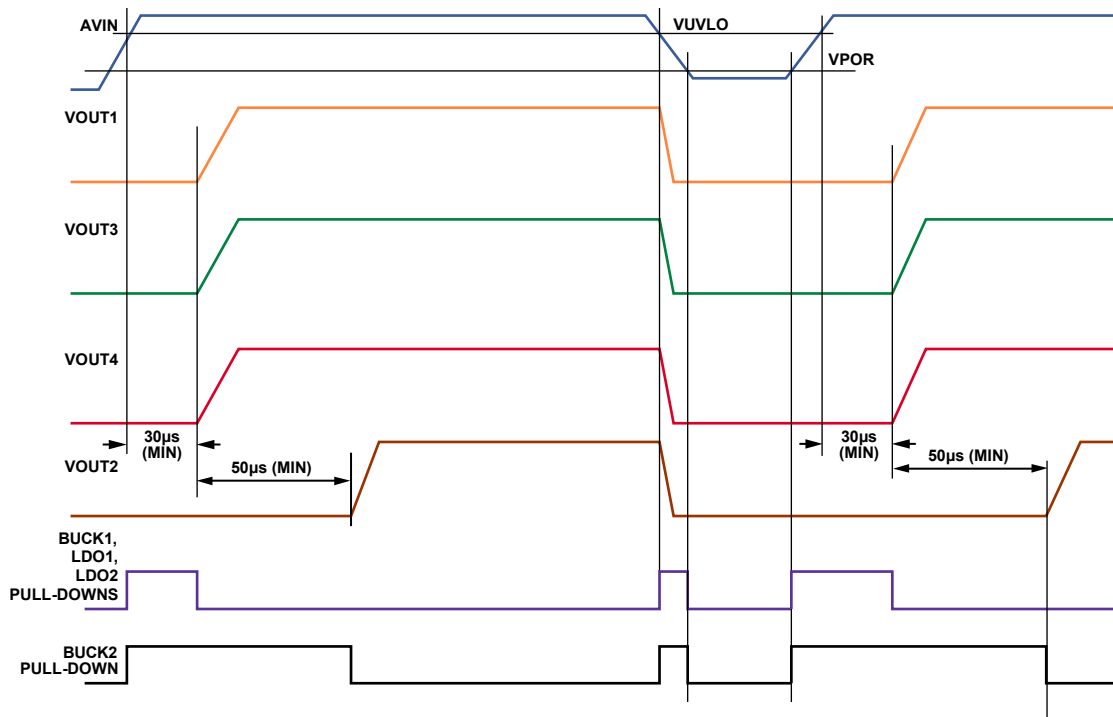 AVIN
VUVLO
VPOR
VOUT1
VOUT3
VOUT4
30µs
(MIN)
30µs
(MIN)
VOUT2
50µs (MIN)
50µs (MIN)
BUCK1,
LDO1,
LDO2
PULL-DOWNS
BUCK2
PULL-DOWN